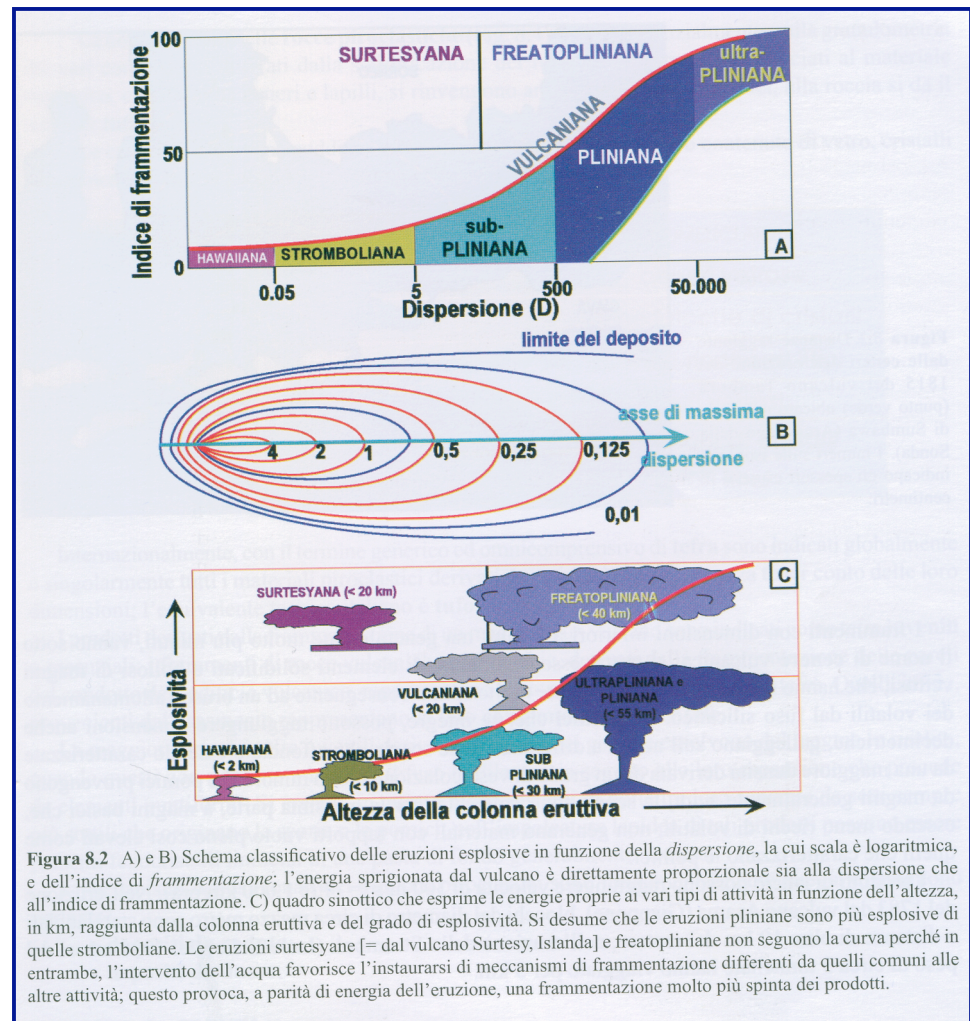 100
50
0
Indice di frammentazione
SURTESYANA
FREATOPLINIANA
ultra-
PLINIANA
VULCANIANA
PLINIANA
sub-
PLINIANA
HAWAIIANA
STROMBOLIANA
A
0.05
5
500
50.000
Dispersione (D)
limite del deposito
asse di massima
dispersione
B
4
2
1
0,5
0,25
0,125
0,01
C
Esplosività
SURTESYANA (< 20 km)
FREATOPLINIANA
(< 40 km)
VULCANIANA
(< 20 km)
ULTRAPLINIANA e
PLINIANA
(< 55 km)
HAWAIIANA
(< 2 km)
STROMBOLIANA
(< 10 km)
SUB
PLINIANA
(< 30 km)
Altezza della colonna eruttiva
Figura 8.2 A) e B) Schema classificativo delle eruzioni esplosive in funzione della dispersione, la cui scala è logaritmica,
e dell'indice di frammentazione; l'energia sprigionata dal vulcano è direttamente proporzionale sia alla dispersione che
all'indice di frammentazione. C) quadro sinottico che esprime le energie proprie ai vari tipi di attività in funzione dell'altezza,
in km, raggiunta dalla colonna eruttiva e del grado di esplosività. Si desume che le eruzioni pliniane sono più esplosive di
quelle stromboliane. Le eruzioni surtesyane [= dal vulcano Surtesy, Islanda] e freatopliniane non seguono la curva perché in
entrambe, l'intervento dell'acqua favorisce l'instaurarsi di meccanismi di frammentazione differenti da quelli comuni alle
altre attività; questo provoca, a parità di energia dell'eruzione, una frammentazione molto più spinta dei prodotti.